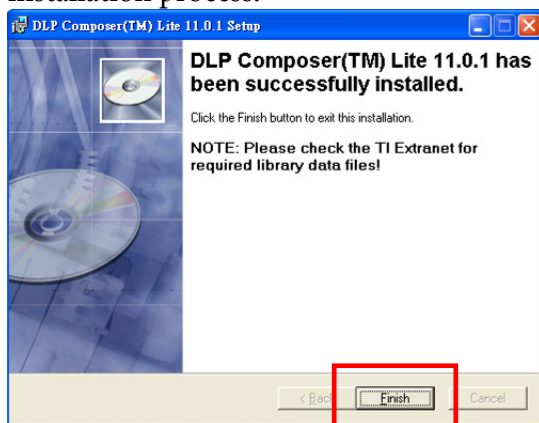 installation process.
DLP Composer(TM) Lite 11.0.1 Setup
DLP Composer(TM) Lite 11.0.1 has
been successfully installed.
Click the Finish button to exit this installation.
NOTE: Please check the TI Extranet for
required library data files!
< Back Finish Cancel